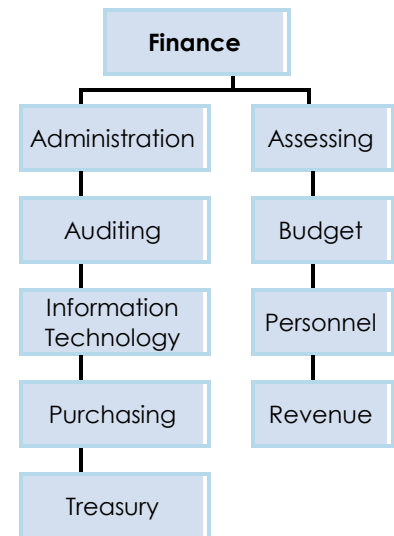 Finance
Administration
Assessing
Auditing
Budget
Information
Technology
Personnel
Purchasing
Revenue
Treasury